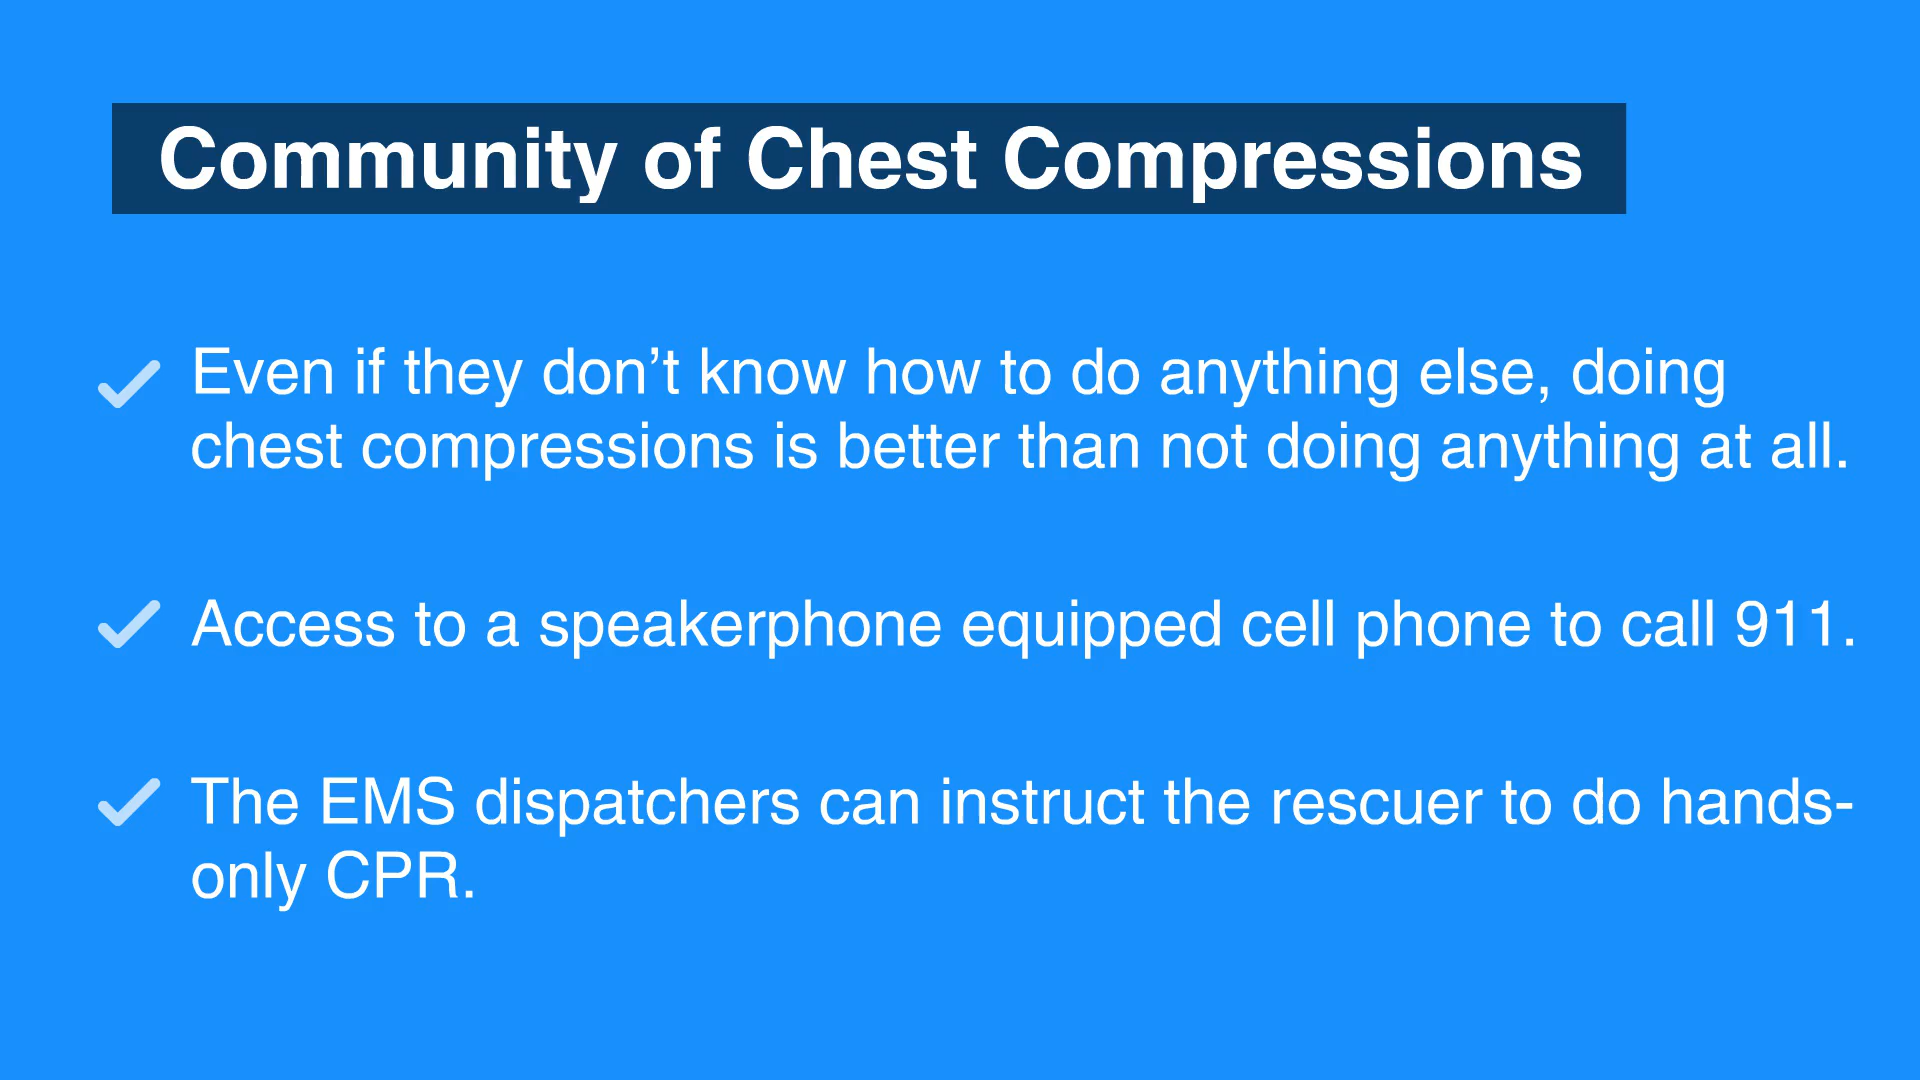 Community of Chest Compressions
Even if they don’t know how to do anything else, doing
chest compressions is better than not doing anything at all.
Access to a speakerphone equipped cell phone to call 911.
The EMS dispatchers can instruct the rescuer to do hands-
only CPR.